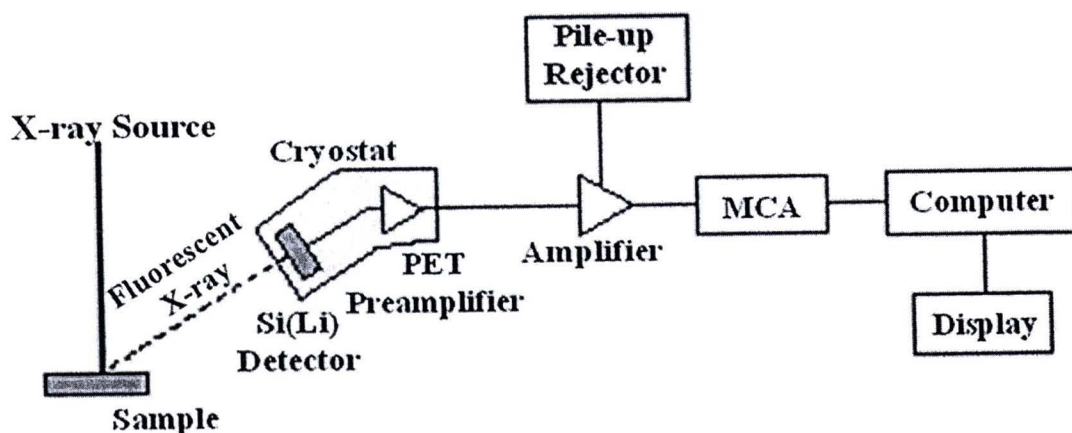 Pile-up
Rejector
X-ray Source
Cryostat
MCA
Computer
Amplifier
Fluorescent
X-ray
PET
Preamplifier
Si(Li)
Detector
Display
Sample